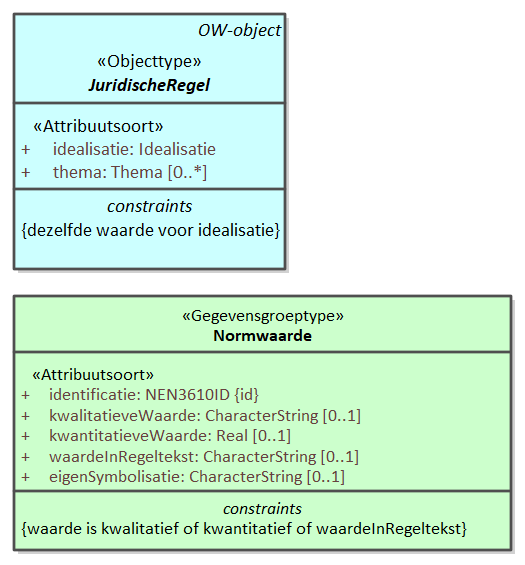 OW-object
«Objecttype»
JuridischeRegel
«Attribuutsoort»
+ idealisatie: Idealisatie
+ thema: Thema [0..*]
constraints
{dezelfde waarde voor idealisatie}
«Gegevensgroeptype»
Normwaarde
«Attribuutsoort»
+ identificatie: NEN3610ID {id}
+ kwalitatieveWaarde: CharacterString [0..1]
+ kwantitatieveWaarde: Real [0..1]
+ waardeInRegeltekst: CharacterString [0..1]
+ eigenSymbolisatie: CharacterString [0..1]
constraints
{waarde is kwalitatief of kwantitatief of waardeInRegeltekst}